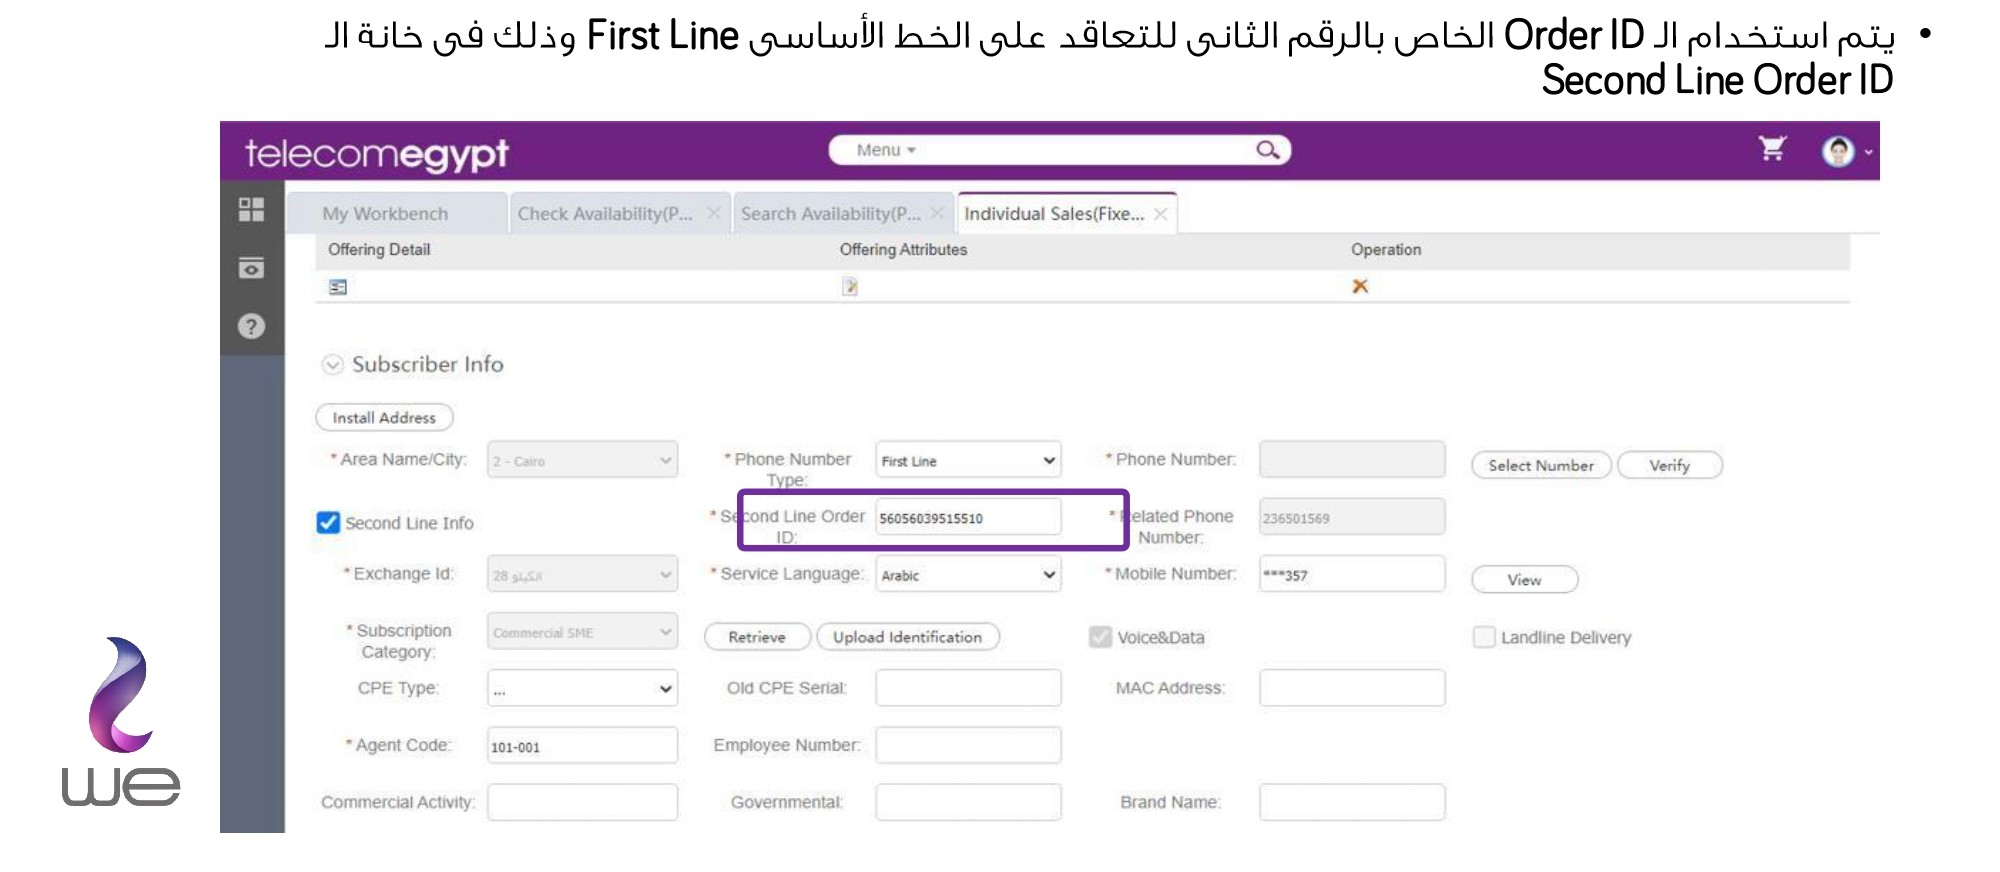 • يتم استخدام الـ Order ID الخاص بالرقم الثانى للتعاقد على الخط الأساسى First Line وذلك فى خانة الـ
Second Line Order ID
telecomegypt
Menu
My Workbench
Check Availability(P...
Search Availability(P...
Individual Sales(Fixe...
Offering Detail
Offering Attributes
Operation
Subscriber Info
Install Address
* Area Name/City: 2 - Cairo
* Phone Number Type: First Line
* Phone Number:
Select Number
Verify
Second Line Info
* Second Line Order ID: 56056039515510
* Related Phone Number: 236501569
* Exchange Id: 28 الكيلو
* Service Language: Arabic
* Mobile Number: ***357
View
* Subscription Category: Commercial SME
Retrieve
Upload Identification
Voice&Data
Landline Delivery
CPE Type: ...
Old CPE Serial:
MAC Address:
* Agent Code: 101-001
Employee Number:
Commercial Activity:
Governmental:
Brand Name:
we